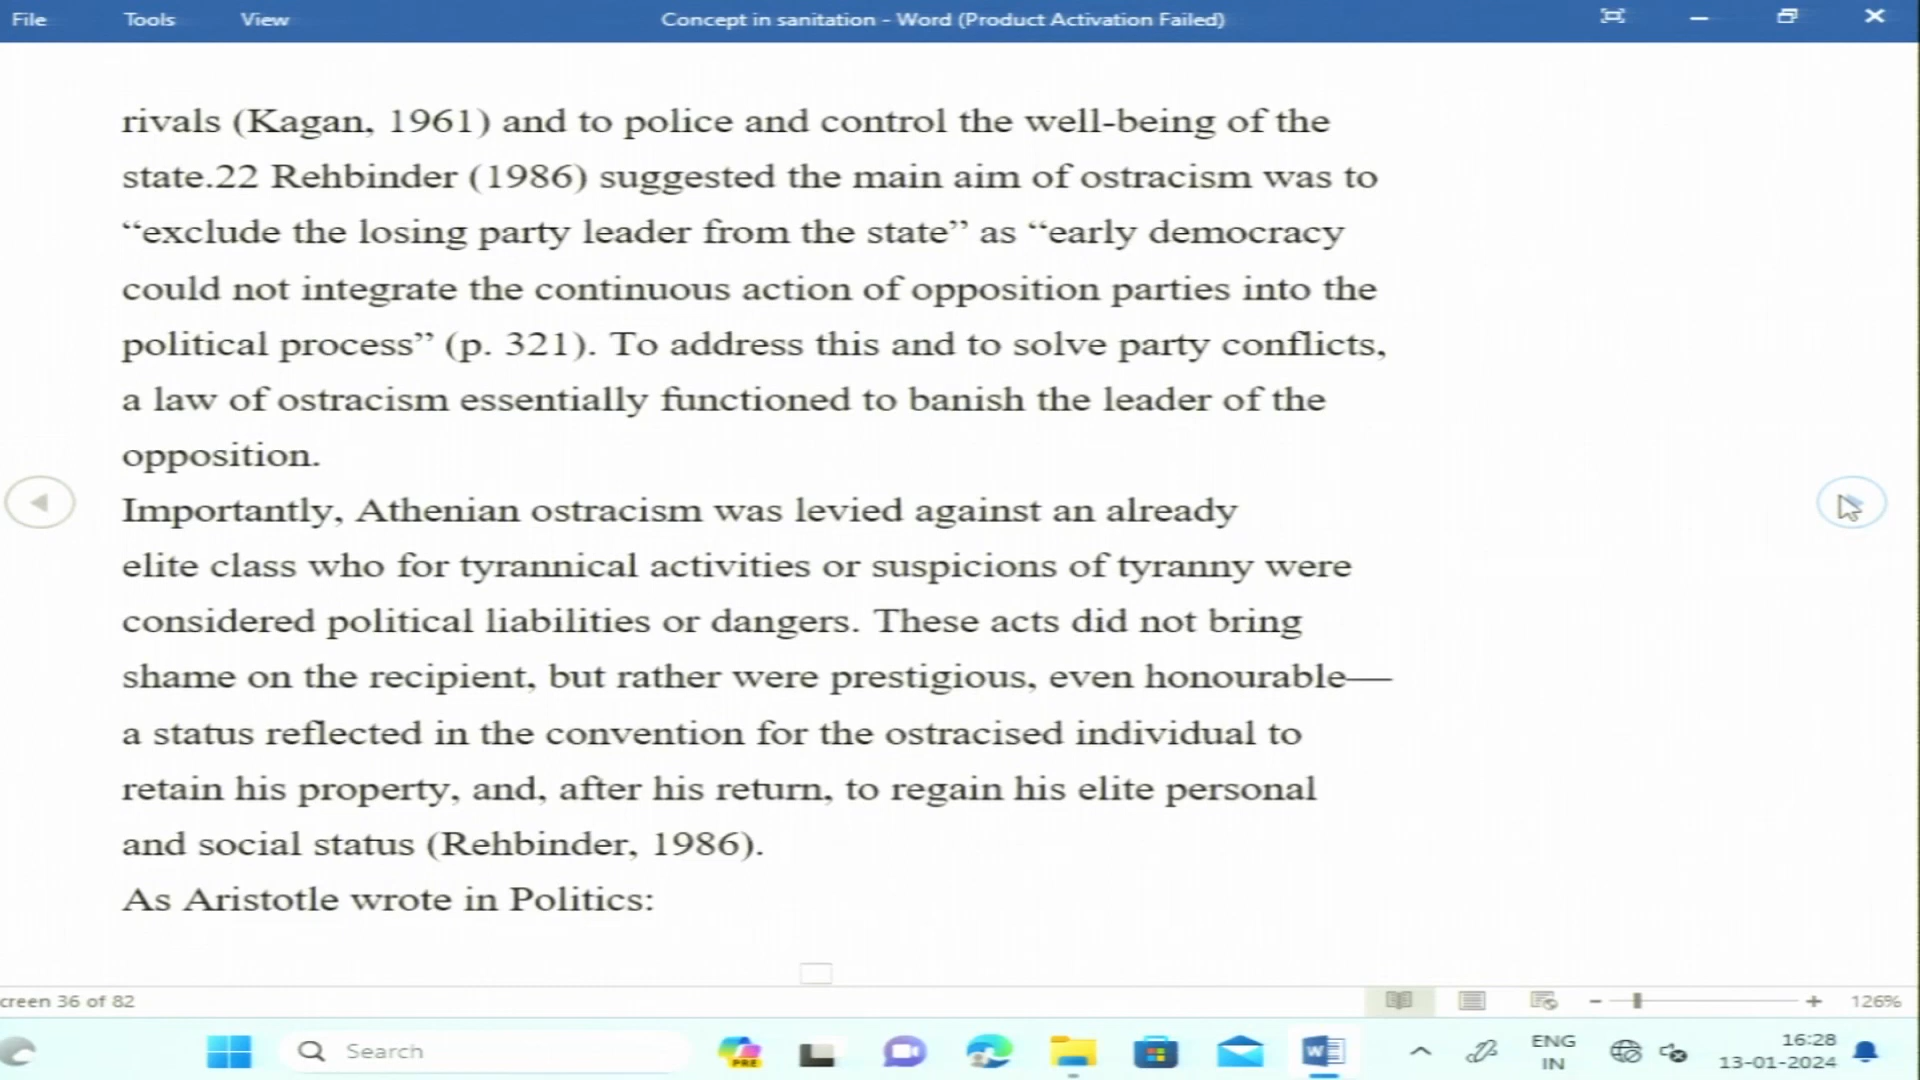 File Tools View Concept in sanitation - Word (Product Activation Failed)
rivals (Kagan, 1961) and to police and control the well-being of the
state.22 Rehbinder (1986) suggested the main aim of ostracism was to
“exclude the losing party leader from the state” as “early democracy
could not integrate the continuous action of opposition parties into the
political process” (p. 321). To address this and to solve party conflicts,
a law of ostracism essentially functioned to banish the leader of the
opposition.
Importantly, Athenian ostracism was levied against an already
elite class who for tyrannical activities or suspicions of tyranny were
considered political liabilities or dangers. These acts did not bring
shame on the recipient, but rather were prestigious, even honourable—
a status reflected in the convention for the ostracised individual to
retain his property, and, after his return, to regain his elite personal
and social status (Rehbinder, 1986).
As Aristotle wrote in Politics:
creen 36 of 82 126%
Search PRE ENG 16:28
IN 13-01-2024